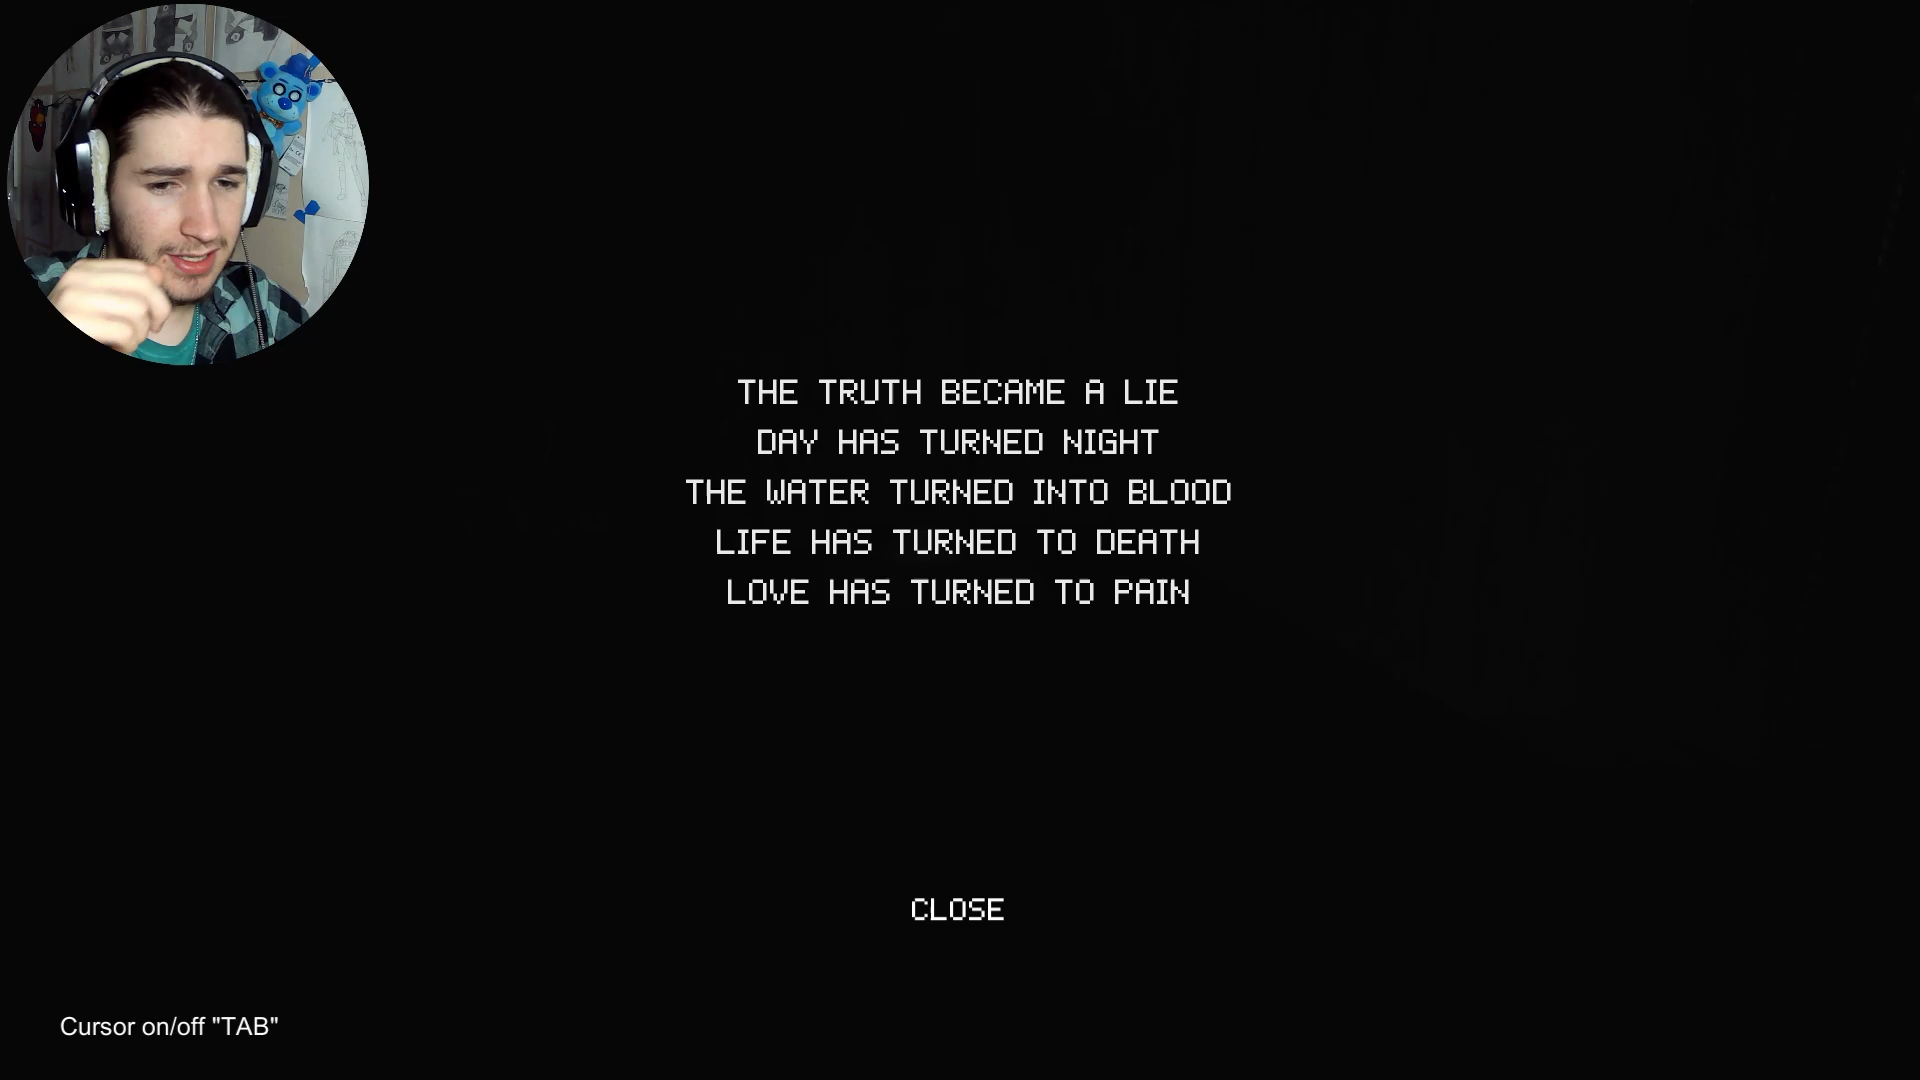 THE TRUTH BECAME A LIE
DAY HAS TURNED NIGHT
THE WATER TURNED INTO BLOOD
LIFE HAS TURNED TO DEATH
LOVE HAS TURNED TO PAIN
CLOSE
Cursor on/off "TAB"